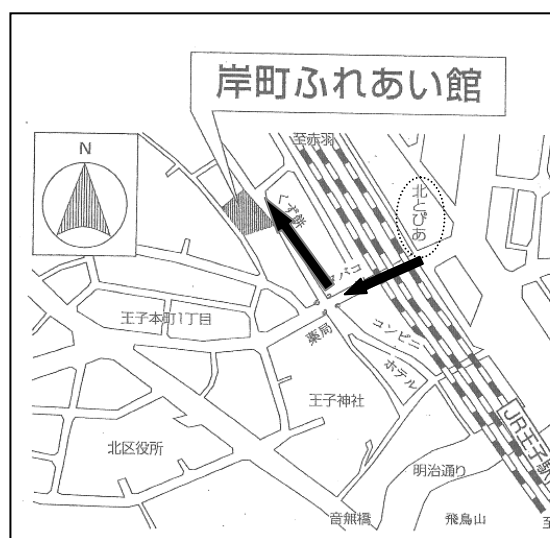 岸町ふれあい館
N
至赤羽
くず餅
北とぴあ
タバコ
王子本町1丁目
薬局
コンビニ
ホテル
王子神社
北区役所
JR王子駅
明治通り
音無橋
飛鳥山
至